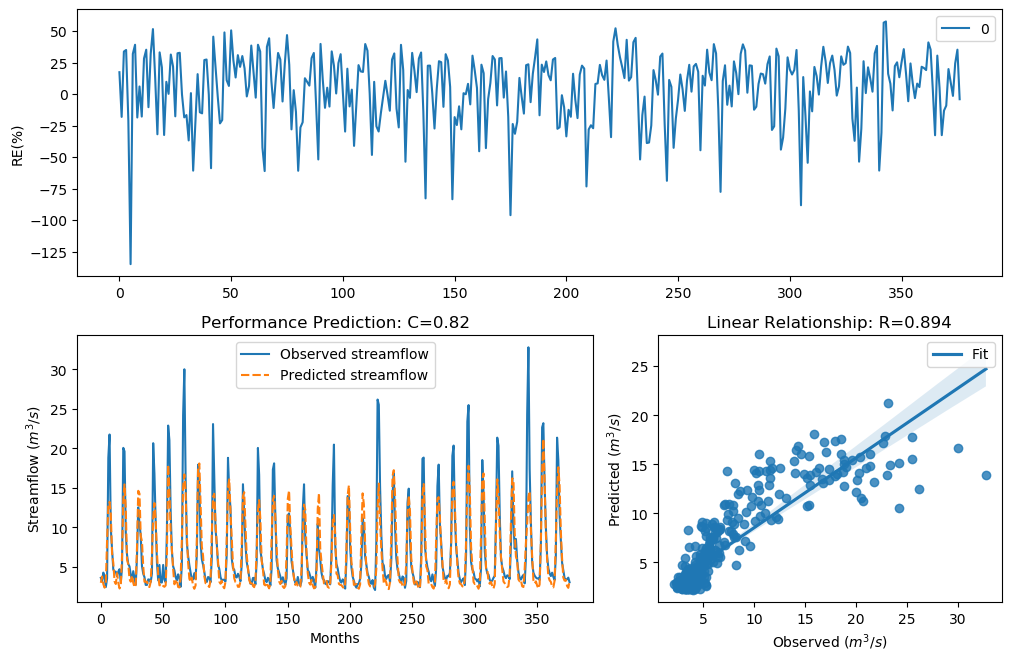 50
25
0
−25
−50
−75
−100
−125
RE(%)
0
0 50 100 150 200 250 300 350
Performance Prediction: C=0.82
Observed streamflow
Predicted streamflow
30
25
20
15
10
5
Streamflow (m³/s)
0 50 100 150 200 250 300 350
Months
Linear Relationship: R=0.894
Fit
25
20
15
10
5
Predicted (m³/s)
5 10 15 20 25 30
Observed (m³/s)